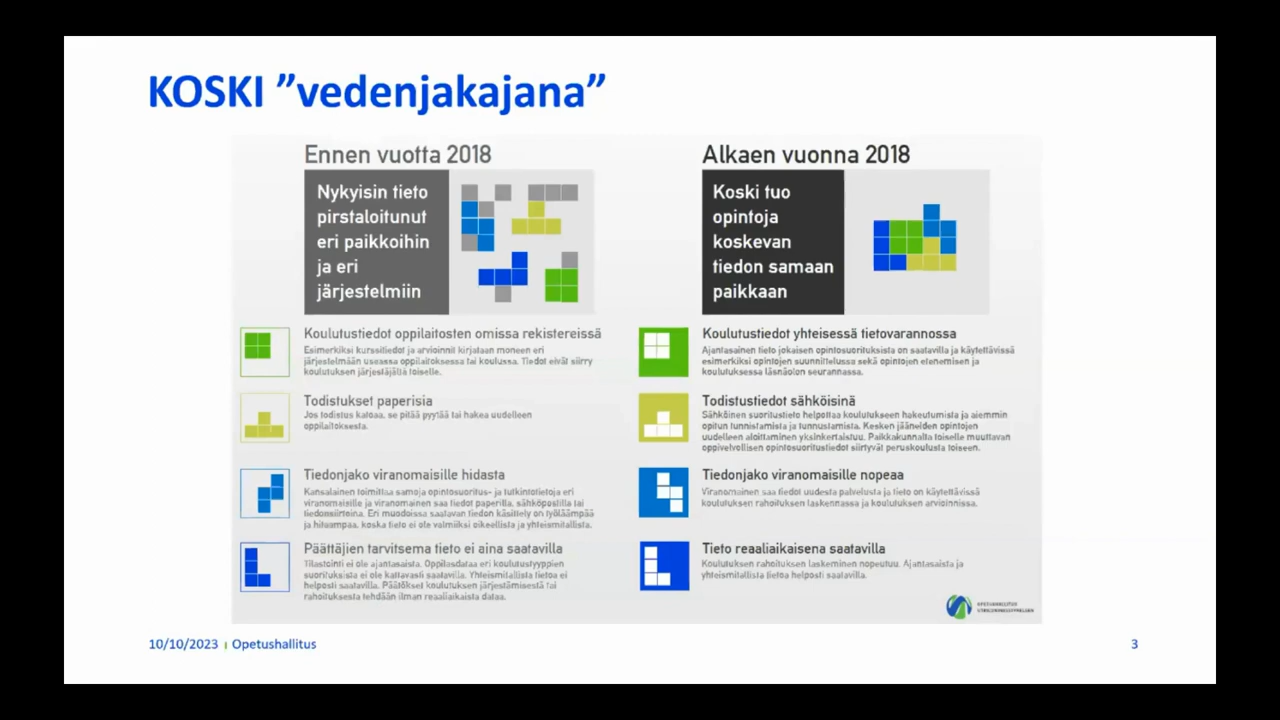 KOSKI ”vedenjakajana”
Ennen vuotta 2018
Nykyisin tieto
pirstaloitunut
eri paikkoihin
ja eri
järjestelmiin
Koulutustiedot oppilaitosten omissa rekistereissä
Esimerkiksi kurssitiedot ja arvioinnit kirjataan moneen eri
järjestelmään useassa oppilaitoksessa tai koulussa. Tiedot eivät siirry
koulutuksen järjestäjältä toiselle.
Todistukset paperisia
Jos todistus katoaa, se pitää pyytää tai hakea uudelleen
oppilaitoksesta.
Tiedonjako viranomaisille hidasta
Kansalainen toimittaa samoja opintosuoritus- ja tutkintotietoja eri
viranomaisille ja viranomainen saa tiedot paperilla, sähköpostilla tai
tiedonsiirtoina. Eri muodoissa saatavan tiedon käsittely on työläämpää
ja hitaampaa, koska tieto ei ole valmiiksi oikeellista ja yhteismitallista.
Päättäjien tarvitsema tieto ei aina saatavilla
Tilastointi ei ole ajantasaista. Oppilasdataa eri koulutustyyppien
suorituksista ei ole kattavasti saatavilla. Yhteismitallista tietoa ei
helposti saatavilla. Päätökset koulutuksen järjestämisestä tai
rahoituksesta tehdään ilman reaaliaikaista dataa.
Alkaen vuonna 2018
Koski tuo
opintoja
koskevan
tiedon samaan
paikkaan
Koulutustiedot yhteisessä tietovarannossa
Ajantasainen tieto jokaisen opintosuorituksista on saatavilla ja käytettävissä
esimerkiksi opintojen suunnittelussa sekä opintojen etenemisen ja
koulutuksessa läsnäolon seurannassa.
Todistustiedot sähköisinä
Sähköinen suoritustieto helpottaa koulutukseen hakeutumista ja aiemmin
opitun tunnistamista ja tunnustamista. Kesken jääneiden opintojen
uudelleen aloittaminen yksinkertaistuu. Paikkakunnalta toiselle muuttavan
oppivelvollisen opintosuoritustiedot siirtyvät peruskoulusta toiseen.
Tiedonjako viranomaisille nopeaa
Viranomainen saa tiedot uudesta palvelusta ja tieto on käytettävissä
koulutuksen rahoituksen laskennassa ja koulutuksen arvioinnissa.
Tieto reaaliaikaisena saatavilla
Koulutuksen rahoituksen laskeminen nopeutuu. Ajantasaista ja
yhteismitallista tietoa helposti saatavilla.
OPETUSHALLITUS
UTBILDNINGSSTYRELSEN
10/10/2023 Opetushallitus
3